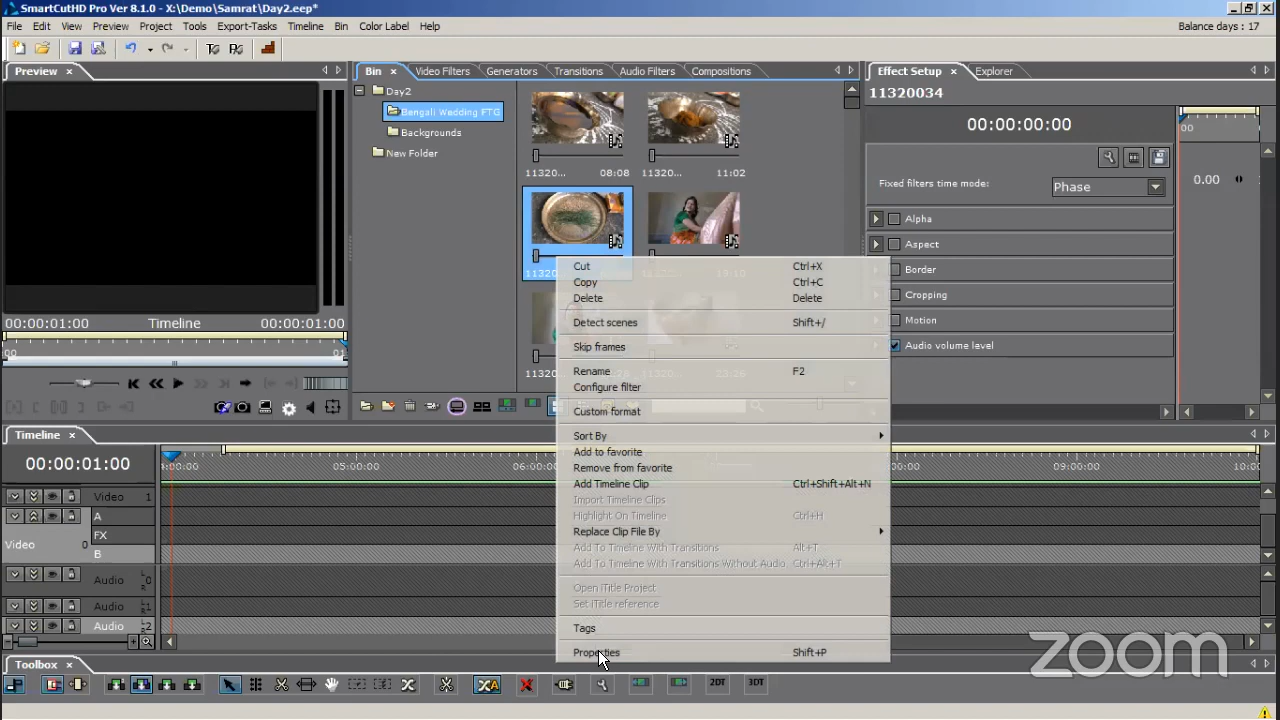 SmartCutHD Pro Ver 8.1.0 - X:\Demo\Samrat\Day2.eep*
File Edit View Preview Project Tools Export-Tasks Timeline Bin Color Label Help Balance days : 17
Preview
Bin Video Filters Generators Transitions Audio Filters Compositions
Effect Setup Explorer
Day2
Bengali Wedding FTG
Backgrounds
New Folder
11320... 08:08 11320... 11:02
11320034
00:00:00:00
00
Fixed filters time mode: Phase
0.00
Alpha
Aspect
Border
Cropping
Motion
Audio volume level
Cut Ctrl+X
Copy Ctrl+C
Delete Delete
Detect scenes Shift+/
Skip frames
Rename F2
Configure filter
Custom format
Sort By
Add to favorite
Remove from favorite
Add Timeline Clip Ctrl+Shift+Alt+N
Import Timeline Clips
Highlight On Timeline Ctrl+H
Replace Clip File By
Add To Timeline With Transitions Alt+T
Add To Timeline With Transitions Without Audio Ctrl+Alt+T
Open iTitle Project
Set iTitle reference
Tags
Properties Shift+P
00:00:01:00 Timeline 00:00:01:00
Timeline
00:00:01:00
4:00:00 05:00:00 06:00 00:00 09:00:00 10:0
Video 1
A
FX
Video 0
B
Audio 0 L R
Audio 1 L R
Audio 2 L R
zoom
Toolbox
XA 2DT 3DT